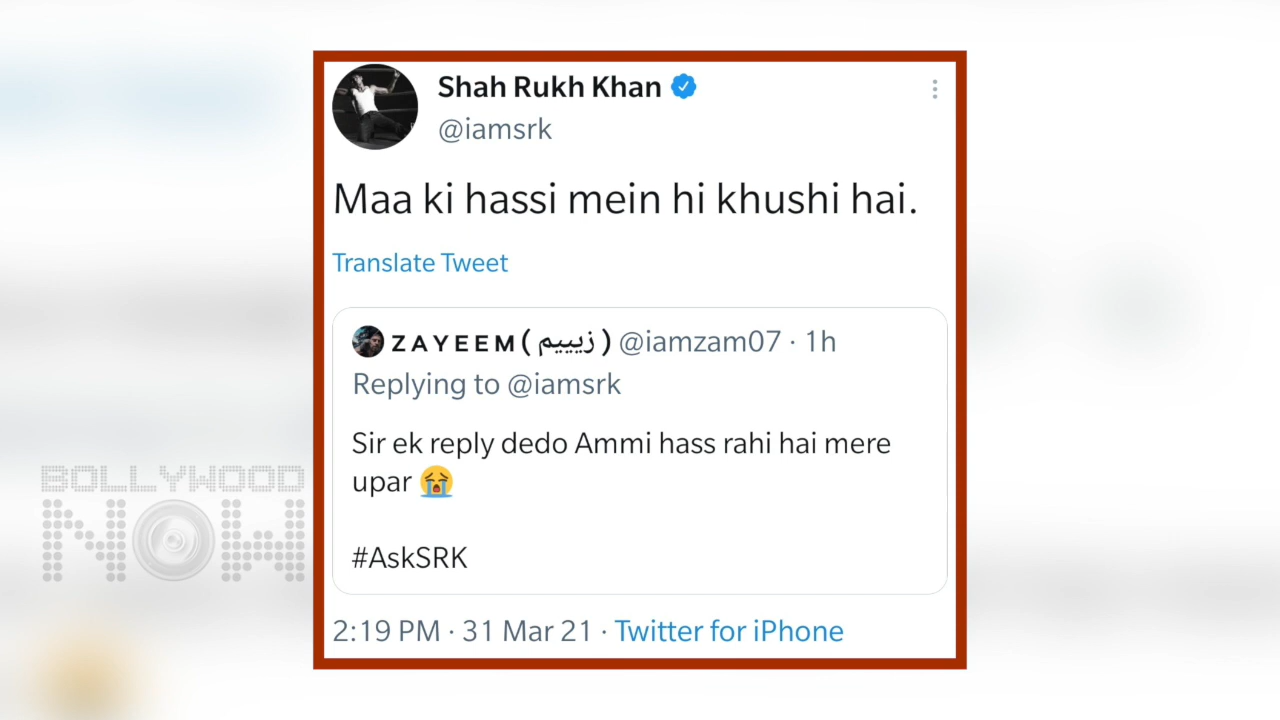 Shah Rukh Khan
@iamsrk
Maa ki hassi mein hi khushi hai.
Translate Tweet
ZAYEEM ( زيييم ) @iamzam07 · 1h
Replying to @iamsrk
Sir ek reply dedo Ammi hass rahi hai mere
upar 😭
#AskSRK
2:19 PM · 31 Mar 21 · Twitter for iPhone
BOLLYWOOD
NOW